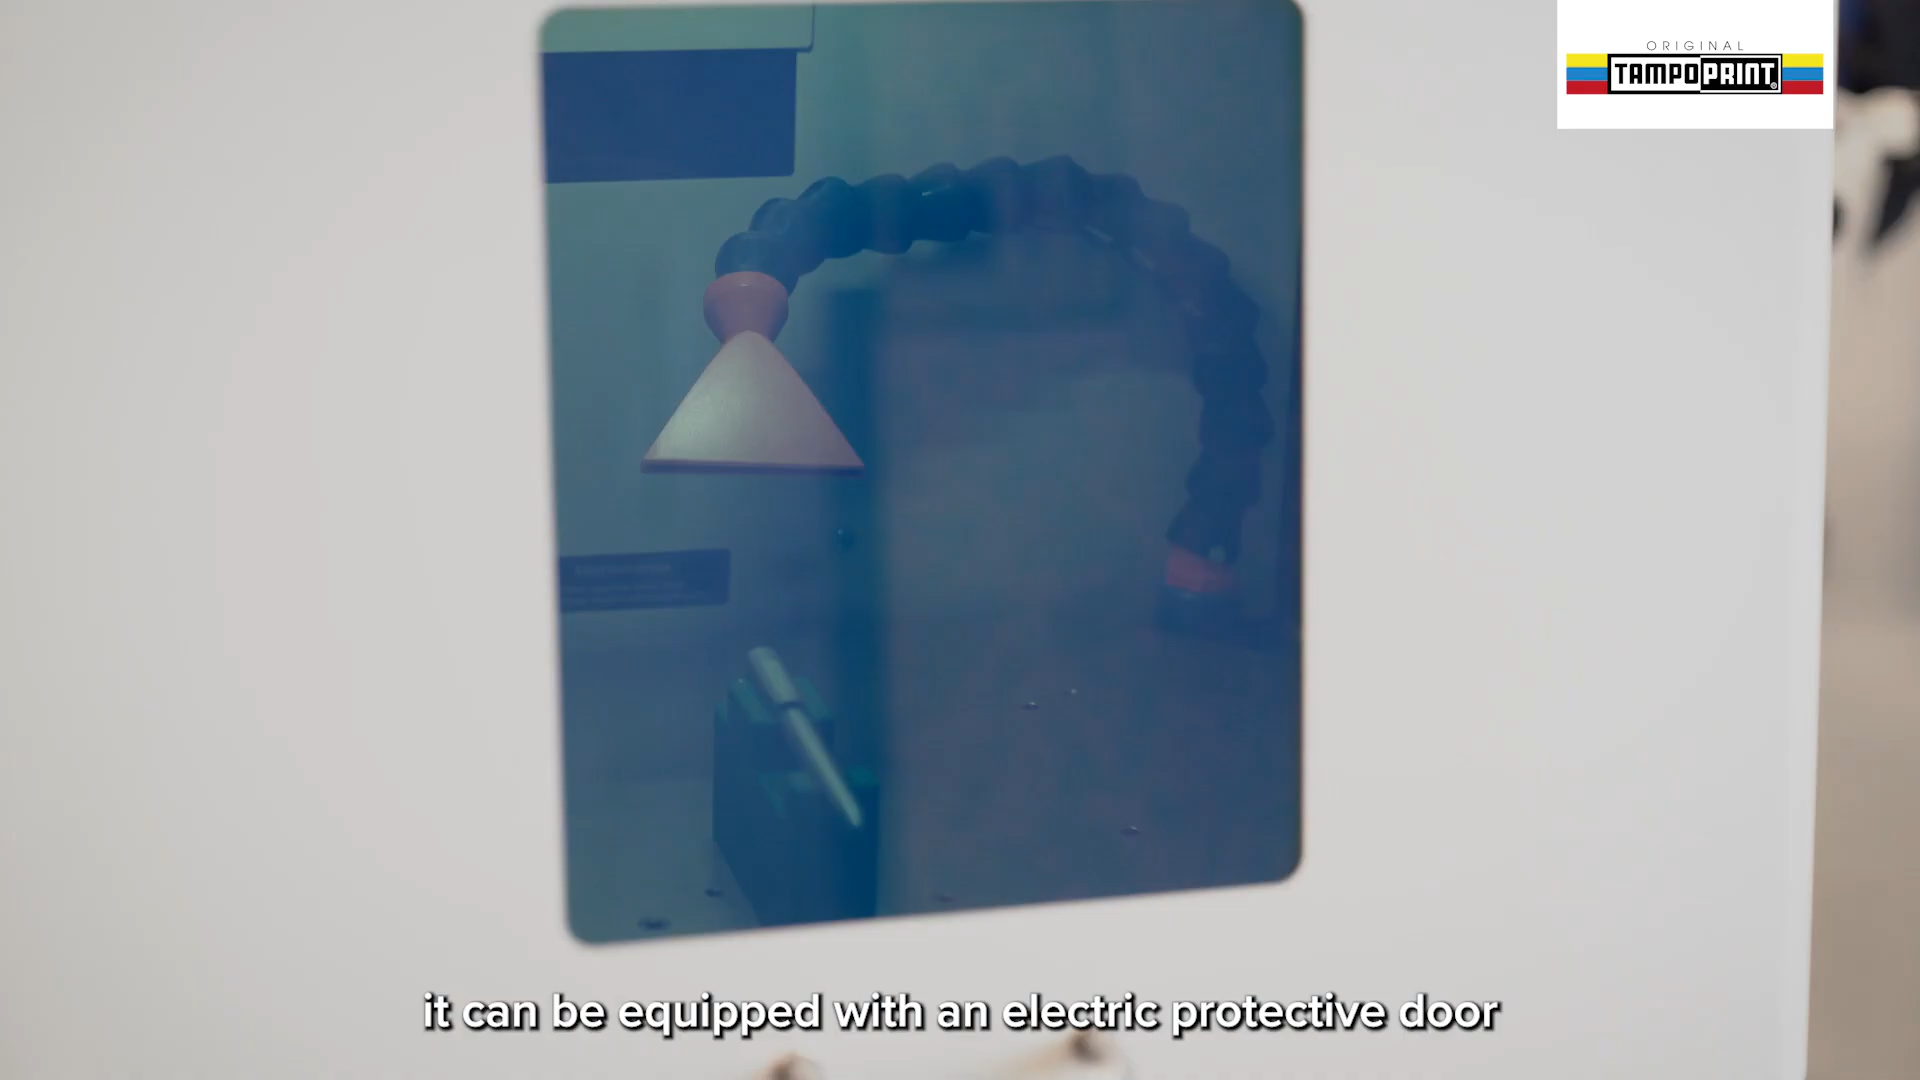 ORIGINAL
TAMPOPRINT®
it can be equipped with an electric protective door